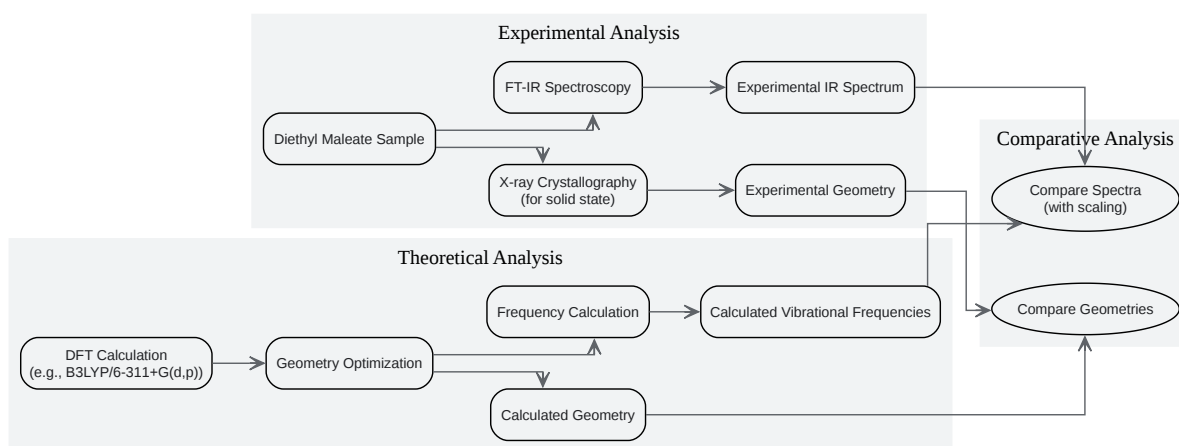 Experimental Analysis
FT-IR Spectroscopy
Experimental IR Spectrum
Diethyl Maleate Sample
X-ray Crystallography
(for solid state)
Experimental Geometry
Comparative Analysis
Compare Spectra
(with scaling)
Compare Geometries
Theoretical Analysis
Frequency Calculation
Calculated Vibrational Frequencies
DFT Calculation
(e.g., B3LYP/6-311+G(d,p))
Geometry Optimization
Calculated Geometry